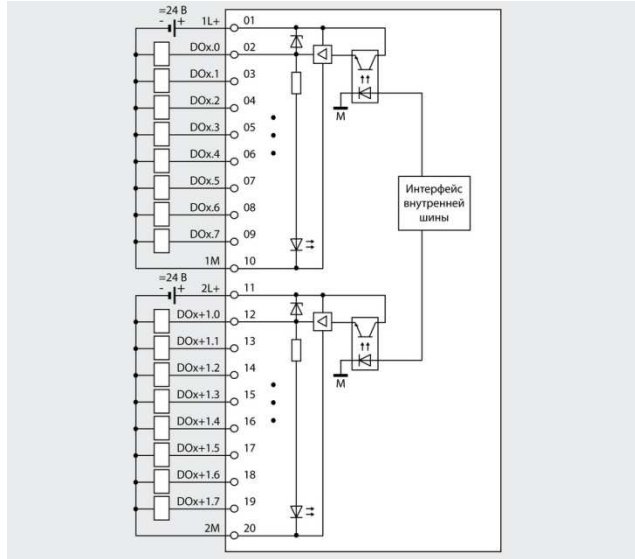 =24 В
- + 1L+ 01
DOx.0 02
DOx.1 03
DOx.2 04
DOx.3 05
DOx.4 06
DOx.5 07
DOx.6 08
DOx.7 09
1M 10
M
Интерфейс
внутренней
шины
=24 В
- + 2L+ 11
DOx+1.0 12
DOx+1.1 13
DOx+1.2 14
DOx+1.3 15
DOx+1.4 16
DOx+1.5 17
DOx+1.6 18
DOx+1.7 19
2M 20
M